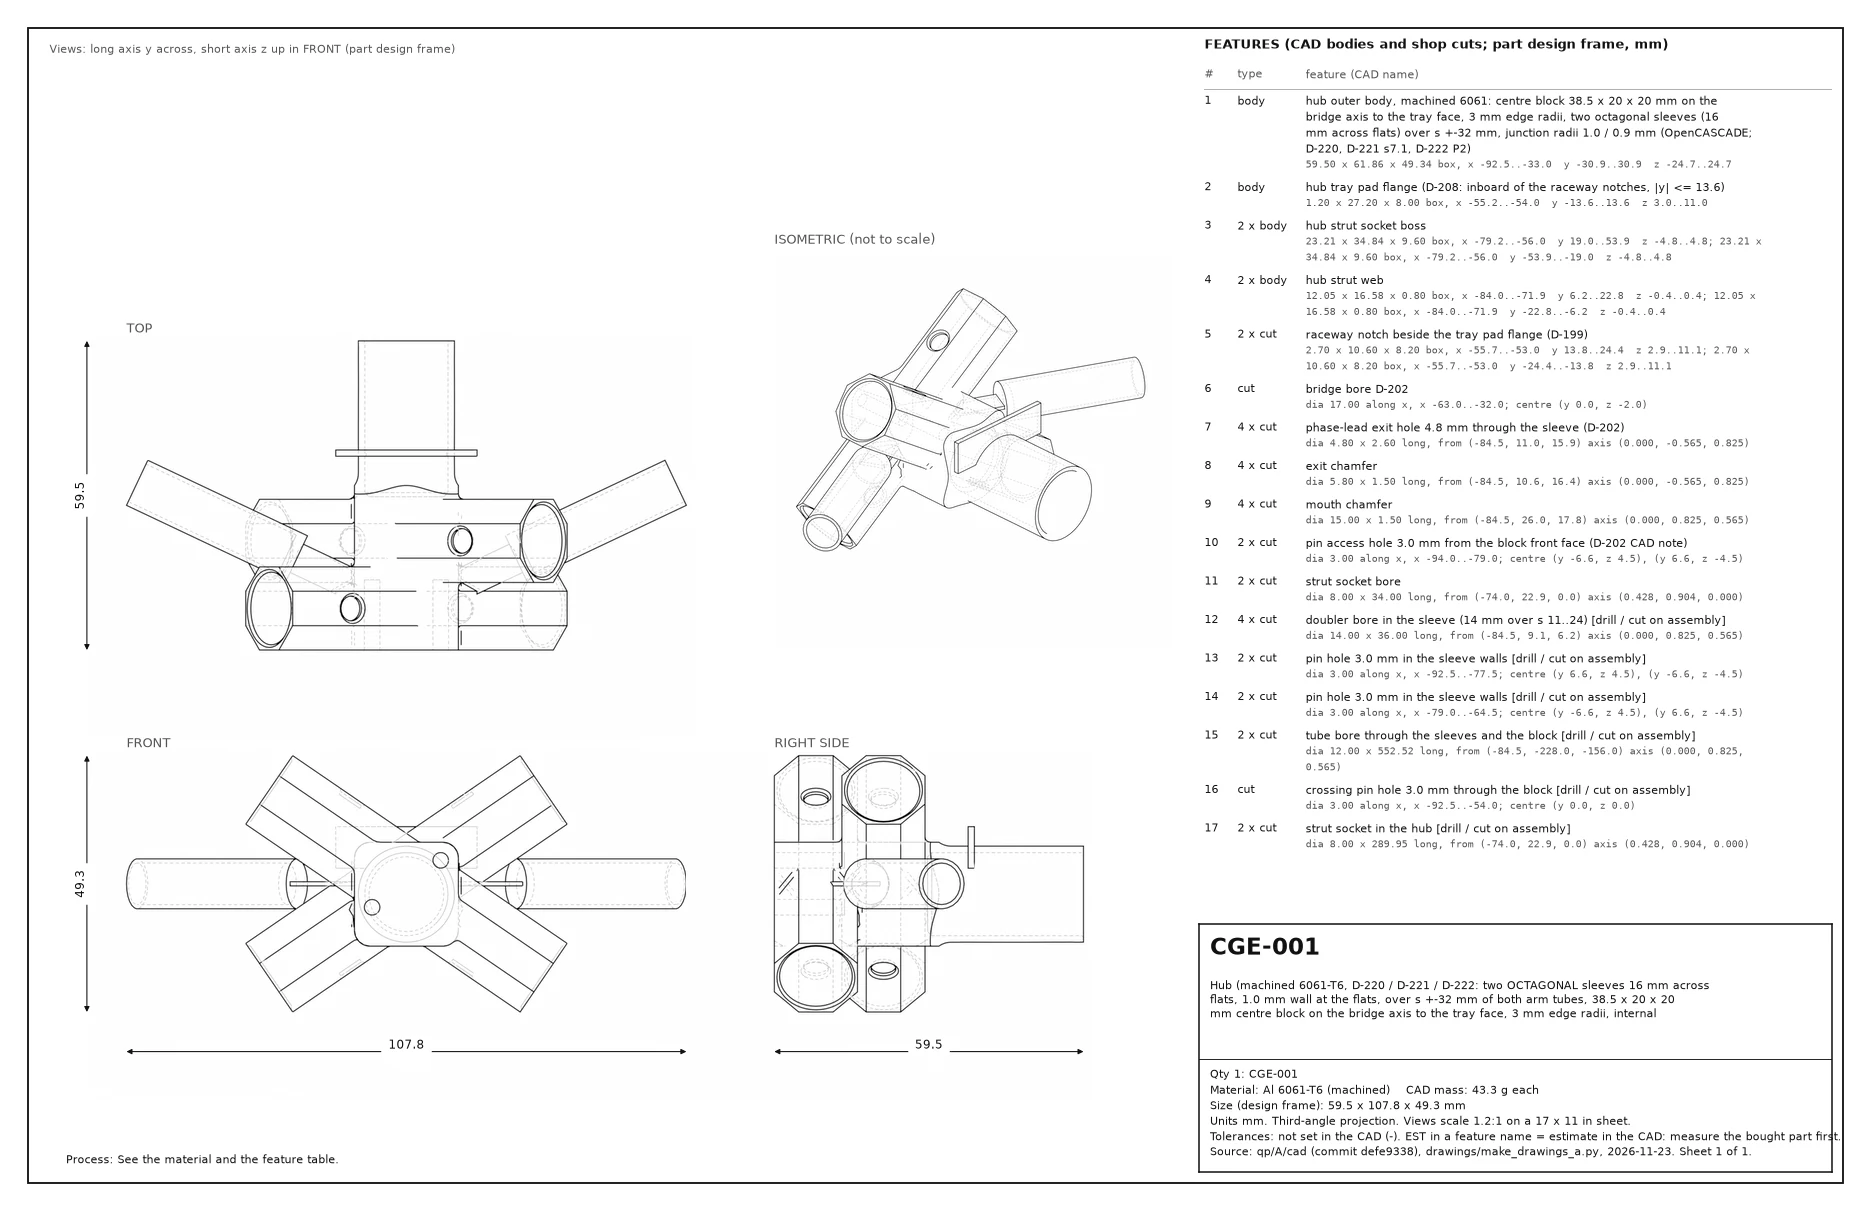 Views: long axis y across, short axis z up in FRONT (part design frame)
ISOMETRIC (not to scale)
TOP
59.5
FRONT
RIGHT SIDE
49.3
107.8
59.5
Process: See the material and the feature table.
FEATURES (CAD bodies and shop cuts; part design frame, mm)
# type feature (CAD name)
1 body hub outer body, machined 6061: centre block 38.5 x 20 x 20 mm on the
bridge axis to the tray face, 3 mm edge radii, two octagonal sleeves (16
mm across flats) over s +-32 mm, junction radii 1.0 / 0.9 mm (OpenCASCADE;
D-220, D-221 s7.1, D-222 P2)
59.50 x 61.86 x 49.34 box, x -92.5..-33.0 y -30.9..30.9 z -24.7..24.7
2 body hub tray pad flange (D-208: inboard of the raceway notches, |y| <= 13.6)
1.20 x 27.20 x 8.00 box, x -55.2..-54.0 y -13.6..13.6 z 3.0..11.0
3 2 x body hub strut socket boss
23.21 x 34.84 x 9.60 box, x -79.2..-56.0 y 19.0..53.9 z -4.8..4.8; 23.21 x
34.84 x 9.60 box, x -79.2..-56.0 y -53.9..-19.0 z -4.8..4.8
4 2 x body hub strut web
12.05 x 16.58 x 0.80 box, x -84.0..-71.9 y 6.2..22.8 z -0.4..0.4; 12.05 x
16.58 x 0.80 box, x -84.0..-71.9 y -22.8..-6.2 z -0.4..0.4
5 2 x cut raceway notch beside the tray pad flange (D-199)
2.70 x 10.60 x 8.20 box, x -55.7..-53.0 y 13.8..24.4 z 2.9..11.1; 2.70 x
10.60 x 8.20 box, x -55.7..-53.0 y -24.4..-13.8 z 2.9..11.1
6 cut bridge bore D-202
dia 17.00 along x, x -63.0..-32.0; centre (y 0.0, z -2.0)
7 4 x cut phase-lead exit hole 4.8 mm through the sleeve (D-202)
dia 4.80 x 2.60 long, from (-84.5, 11.0, 15.9) axis (0.000, -0.565, 0.825)
8 4 x cut exit chamfer
dia 5.80 x 1.50 long, from (-84.5, 10.6, 16.4) axis (0.000, -0.565, 0.825)
9 4 x cut mouth chamfer
dia 15.00 x 1.50 long, from (-84.5, 26.0, 17.8) axis (0.000, 0.825, 0.565)
10 2 x cut pin access hole 3.0 mm from the block front face (D-202 CAD note)
dia 3.00 along x, x -94.0..-79.0; centre (y -6.6, z 4.5), (y 6.6, z -4.5)
11 2 x cut strut socket bore
dia 8.00 x 34.00 long, from (-74.0, 22.9, 0.0) axis (0.428, 0.904, 0.000)
12 4 x cut doubler bore in the sleeve (14 mm over s 11..24) [drill / cut on assembly]
dia 14.00 x 36.00 long, from (-84.5, 9.1, 6.2) axis (0.000, 0.825, 0.565)
13 2 x cut pin hole 3.0 mm in the sleeve walls [drill / cut on assembly]
dia 3.00 along x, x -92.5..-77.5; centre (y 6.6, z 4.5), (y -6.6, z -4.5)
14 2 x cut pin hole 3.0 mm in the sleeve walls [drill / cut on assembly]
dia 3.00 along x, x -79.0..-64.5; centre (y -6.6, z 4.5), (y 6.6, z -4.5)
15 2 x cut tube bore through the sleeves and the block [drill / cut on assembly]
dia 12.00 x 552.52 long, from (-84.5, -228.0, -156.0) axis (0.000, 0.825,
0.565)
16 cut crossing pin hole 3.0 mm through the block [drill / cut on assembly]
dia 3.00 along x, x -92.5..-54.0; centre (y 0.0, z 0.0)
17 2 x cut strut socket in the hub [drill / cut on assembly]
dia 8.00 x 289.95 long, from (-74.0, 22.9, 0.0) axis (0.428, 0.904, 0.000)
CGE-001
Hub (machined 6061-T6, D-220 / D-221 / D-222: two OCTAGONAL sleeves 16 mm across
flats, 1.0 mm wall at the flats, over s +-32 mm of both arm tubes, 38.5 x 20 x 20
mm centre block on the bridge axis to the tray face, 3 mm edge radii, internal
Qty 1: CGE-001
Material: Al 6061-T6 (machined) CAD mass: 43.3 g each
Size (design frame): 59.5 x 107.8 x 49.3 mm
Units mm. Third-angle projection. Views scale 1.2:1 on a 17 x 11 in sheet.
Tolerances: not set in the CAD (-). EST in a feature name = estimate in the CAD: measure the bought part first.
Source: qp/A/cad (commit defe9338), drawings/make_drawings_a.py, 2026-11-23. Sheet 1 of 1.